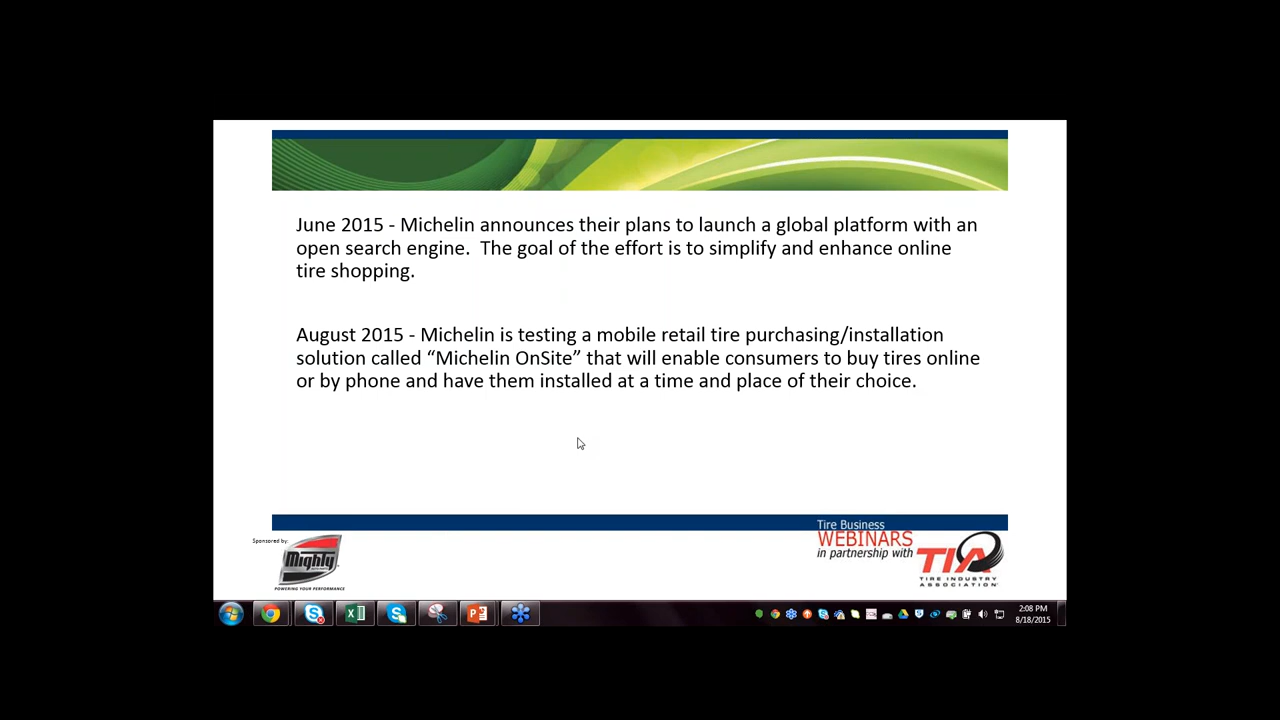 June 2015 - Michelin announces their plans to launch a global platform with an
open search engine.  The goal of the effort is to simplify and enhance online
tire shopping.
August 2015 - Michelin is testing a mobile retail tire purchasing/installation
solution called “Michelin OnSite” that will enable consumers to buy tires online
or by phone and have them installed at a time and place of their choice.
Sponsored by:
Mighty
POWERING YOUR PERFORMANCE
Tire Business
WEBINARS
in partnership with
TIA
TIRE INDUSTRY
ASSOCIATION
2:08 PM
8/18/2015